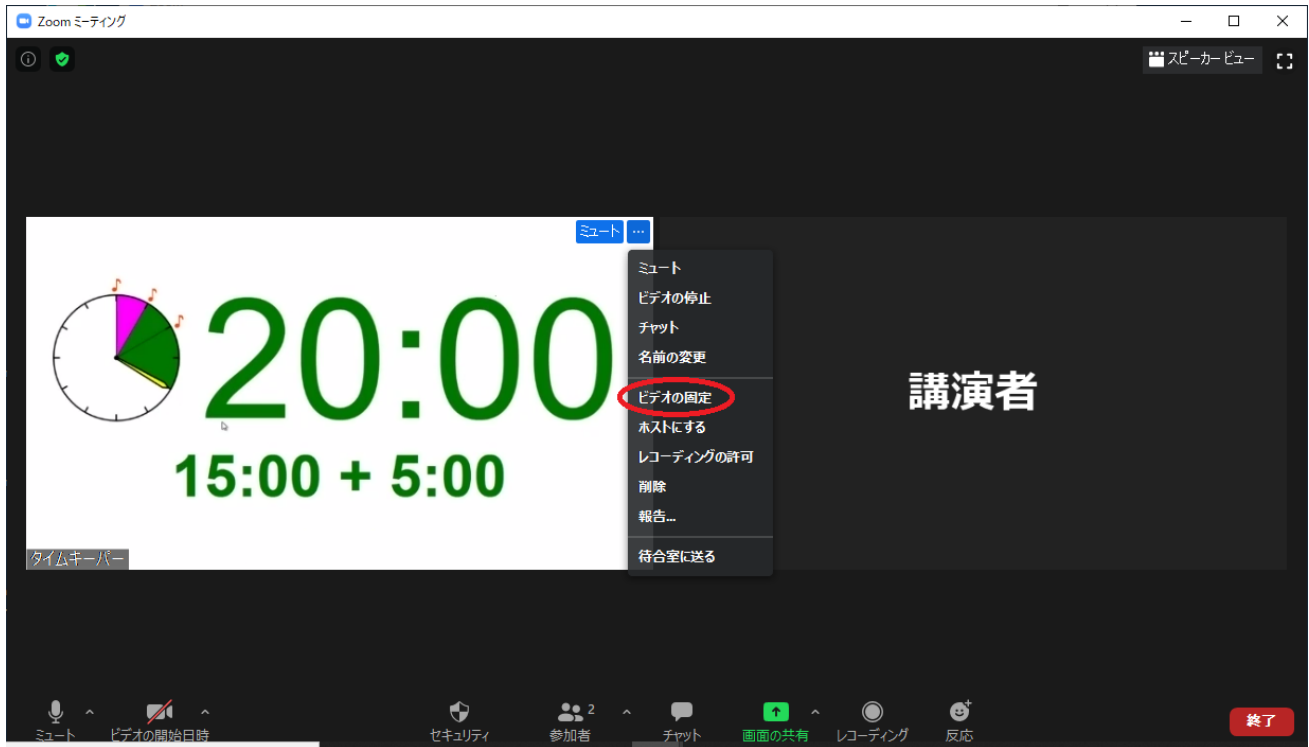 Zoom ミーティング
スピーカー ビュー
ミュート ...
20:00
15:00 + 5:00
タイムキーパー
ミュート
ビデオの停止
チャット
名前の変更
ビデオの固定
ホストにする
レコーディングの許可
削除
報告...
待合室に送る
講演者
ミュート
ビデオの開始日時
セキュリティ
2
参加者
チャット
画面の共有
レコーディング
反応
終了